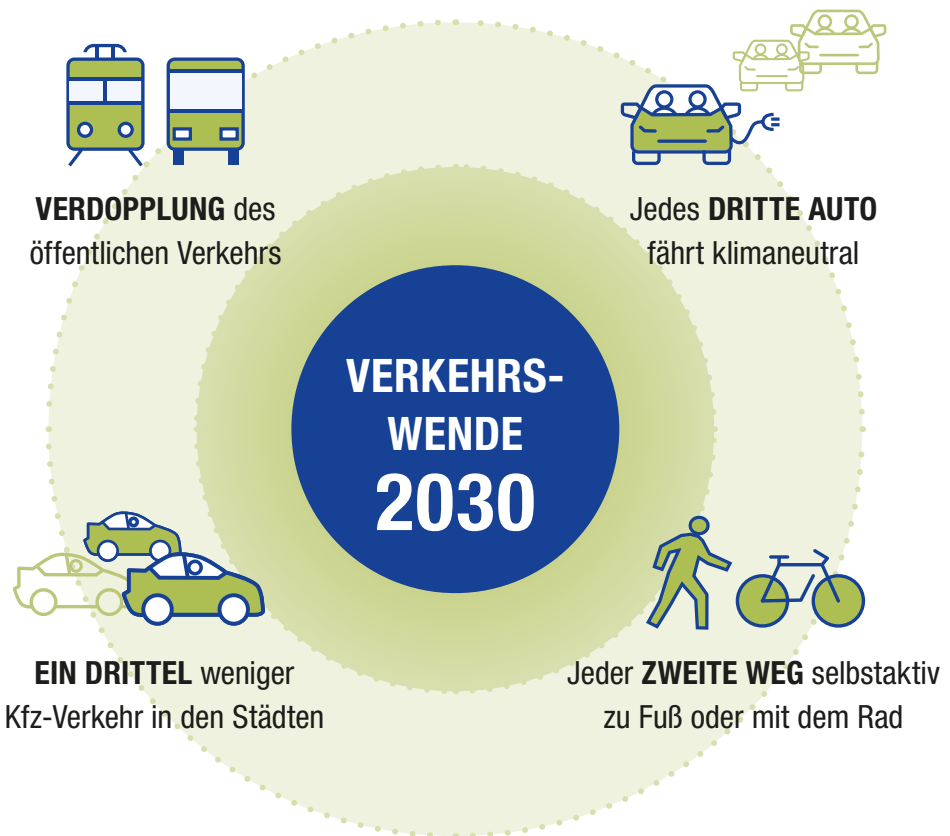 VERDOPPLUNG des
öffentlichen Verkehrs
Jedes DRITTE AUTO
fährt klimaneutral
VERKEHRS-
WENDE
2030
EIN DRITTEL weniger
Kfz-Verkehr in den Städten
Jeder ZWEITE WEG selbstaktiv
zu Fuß oder mit dem Rad